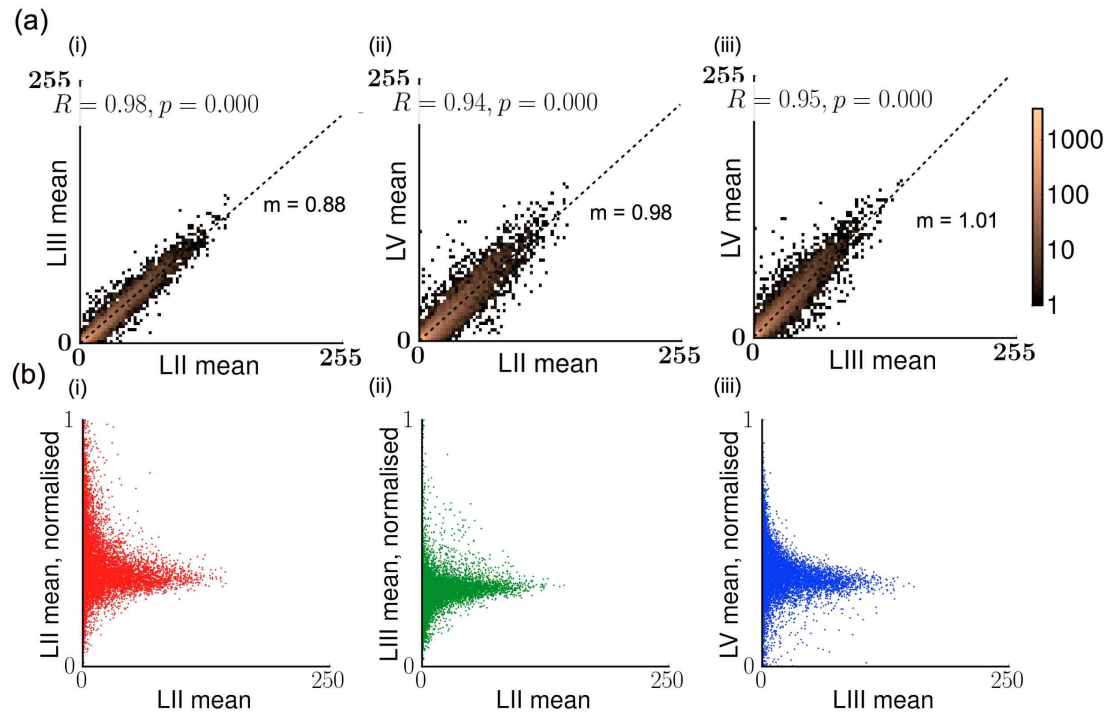 (a)
(i)
255
R = 0.98, p = 0.000
LIII mean
m = 0.88
0
0
LII mean
255
(ii)
255
R = 0.94, p = 0.000
LV mean
m = 0.98
0
0
LII mean
255
(iii)
255
R = 0.95, p = 0.000
LV mean
m = 1.01
0
0
LIII mean
255
1000
100
10
1
(b)
(i)
1
LII mean, normalised
0
0
LII mean
250
(ii)
1
LIII mean, normalised
0
0
LII mean
250
(iii)
1
LV mean, normalised
0
0
LIII mean
250